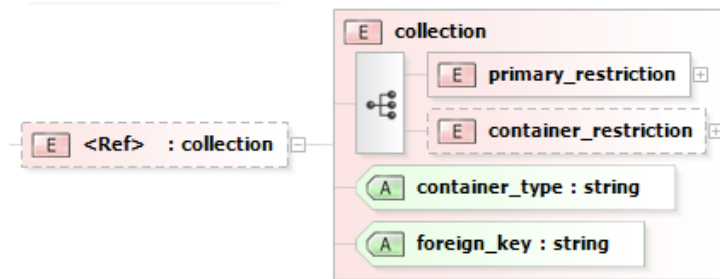 E collection
E primary_restriction
E <Ref> : collection
E container_restriction
A container_type : string
A foreign_key : string